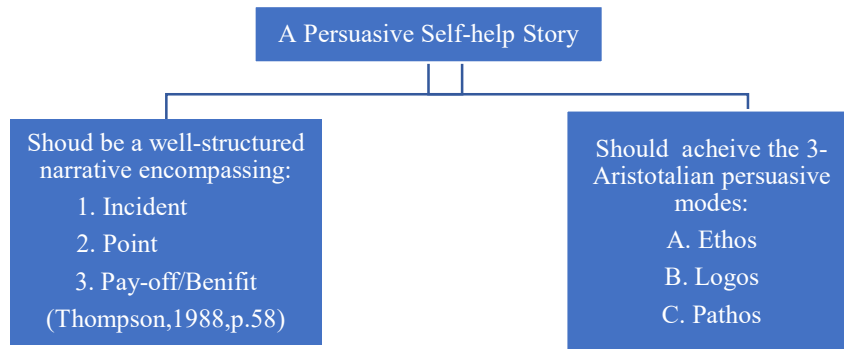 A Persuasive Self-help Story
Shoud be a well-structured
narrative encompassing:
1. Incident
2. Point
3. Pay-off/Benifit
(Thompson,1988,p.58)
Should acheive the 3-
Aristotalian persuasive
modes:
A. Ethos
B. Logos
C. Pathos